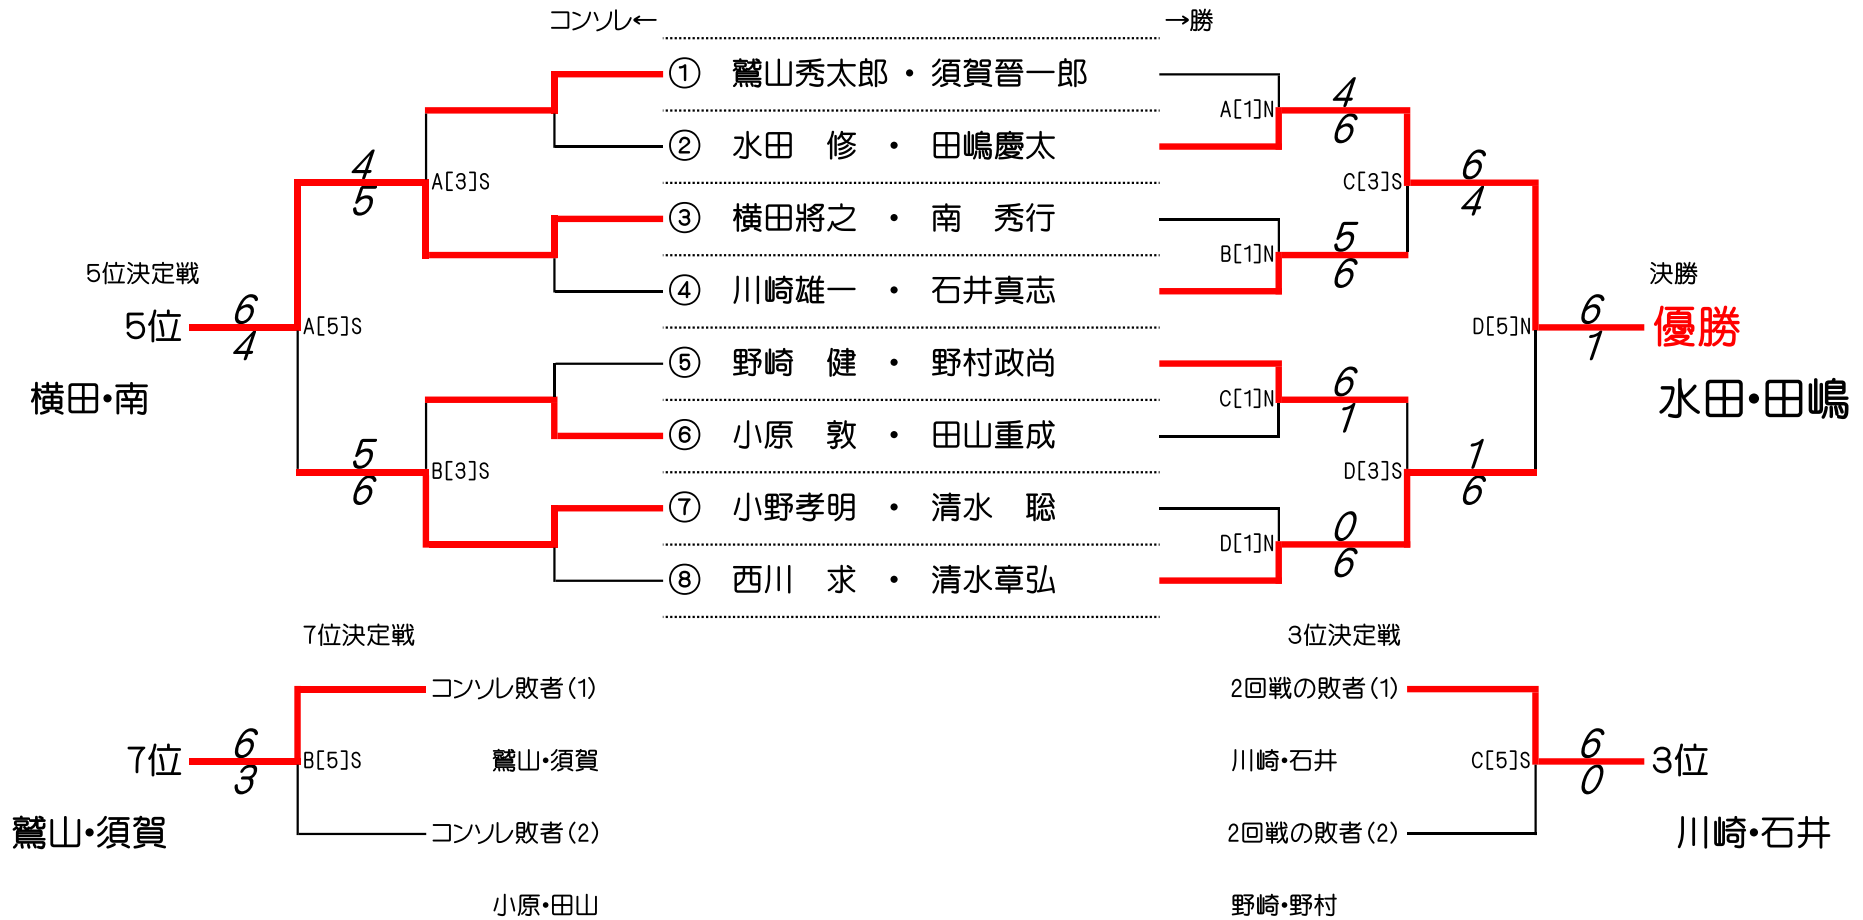 コンソレ← →勝
① 鷲山秀太郎 ・ 須賀晉一郎
A[1]N 4
② 水田 修 ・ 田嶋慶太
6
4 6
A[3]S C[3]S
5 4
③ 横田將之 ・ 南 秀行
5
B[1]N
5位決定戦 決勝
6
④ 川崎雄一 ・ 石井真志
6 6
5位 A[5]S D[5]N 優勝
4 1
⑤ 野崎 健 ・ 野村政尚
6
横田・南 C[1]N 水田・田嶋
1
⑥ 小原 敦 ・ 田山重成
5 1
B[3]S D[3]S
6 6
⑦ 小野孝明 ・ 清水 聡
0
D[1]N
6
⑧ 西川 求 ・ 清水章弘
7位決定戦 3位決定戦
コンソレ敗者(1) 2回戦の敗者(1)
6 6
7位 B[5]S 鷲山・須賀 川崎・石井 C[5]S 3位
3 0
鷲山・須賀 コンソレ敗者(2) 2回戦の敗者(2) 川崎・石井
小原・田山 野崎・野村